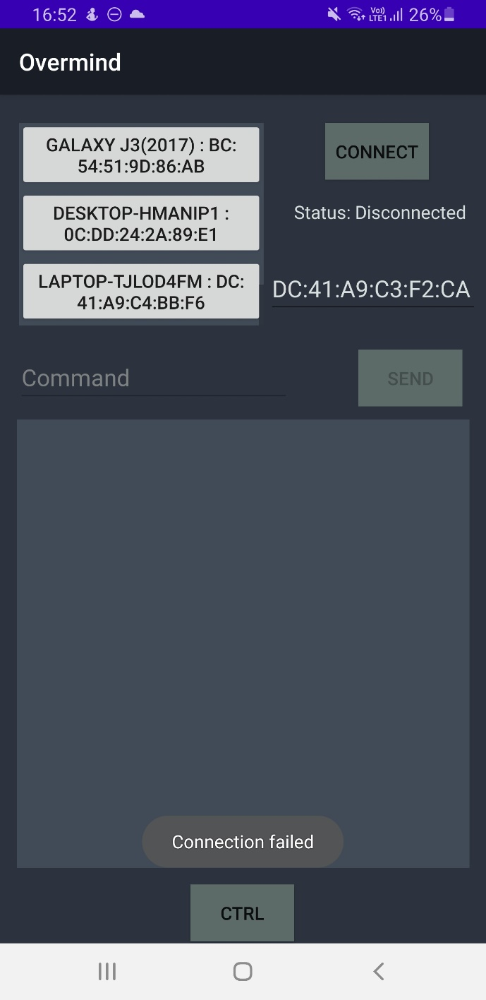 16:52
Vo)) LTE1 26%
Overmind
GALAXY J3(2017) : BC:
54:51:9D:86:AB
CONNECT
DESKTOP-HMANIP1 :
0C:DD:24:2A:89:E1
Status: Disconnected
LAPTOP-TJLOD4FM : DC:
41:A9:C4:BB:F6
DC:41:A9:C3:F2:CA
Command
SEND
Connection failed
CTRL